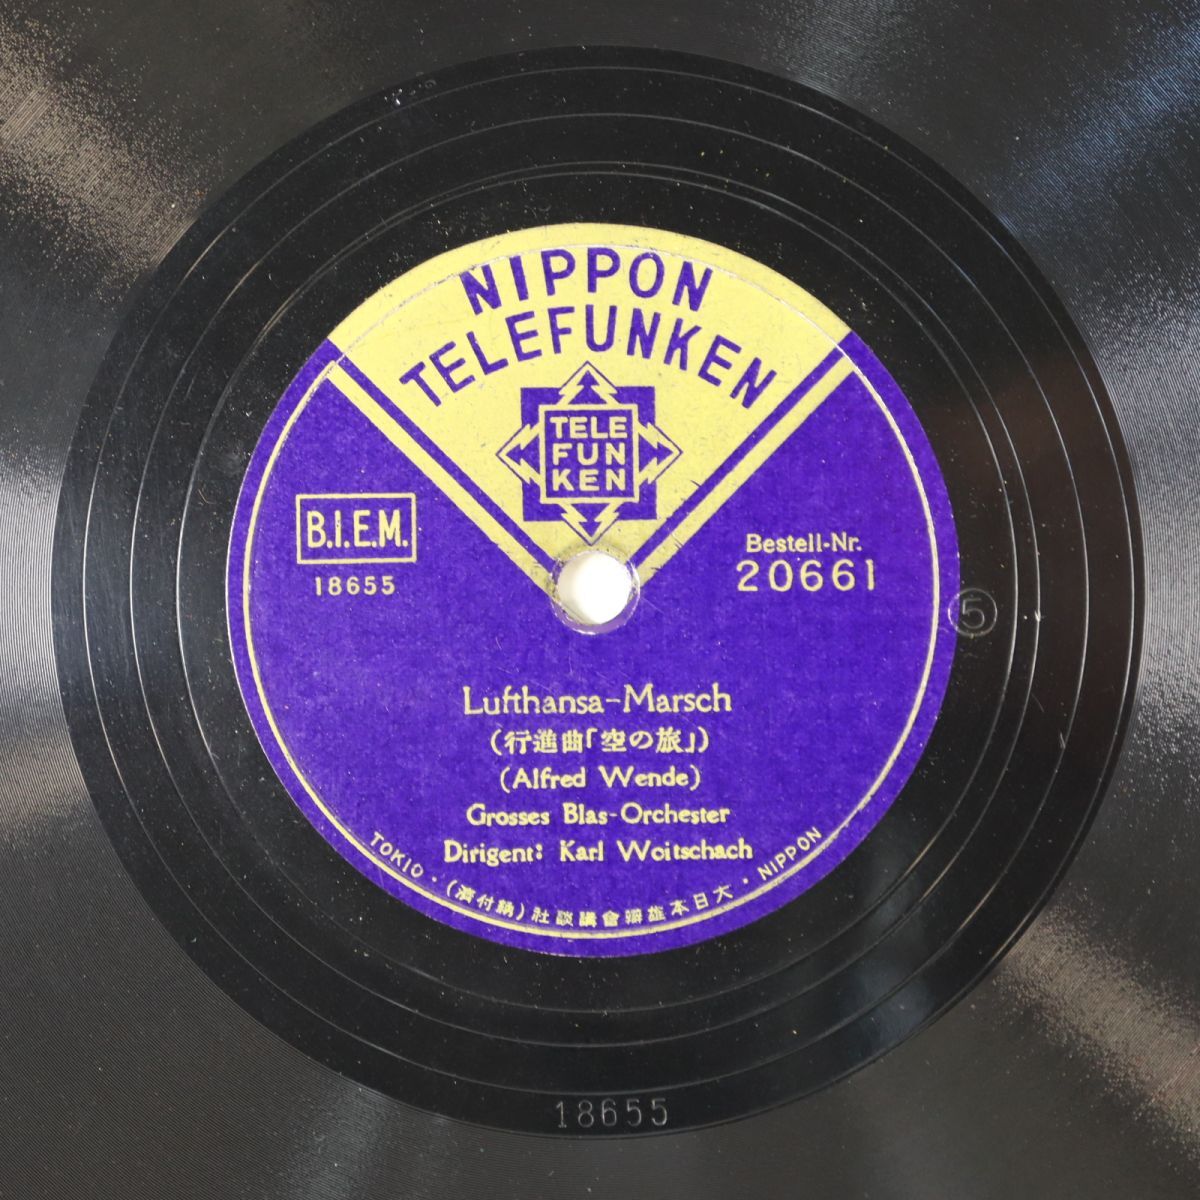 NIPPON
TELEFUNKEN
TELE
FUN
KEN
B.I.E.M.
18655
Bestell-Nr.
20661
5
Lufthansa-Marsch
(行進曲「空の旅」)
(Alfred Wende)
Grosses Blas-Orchester
Dirigent: Karl Woitschach
TOKIO · (濟付納) 社談講會辯雄本日大 · NIPPON
18655